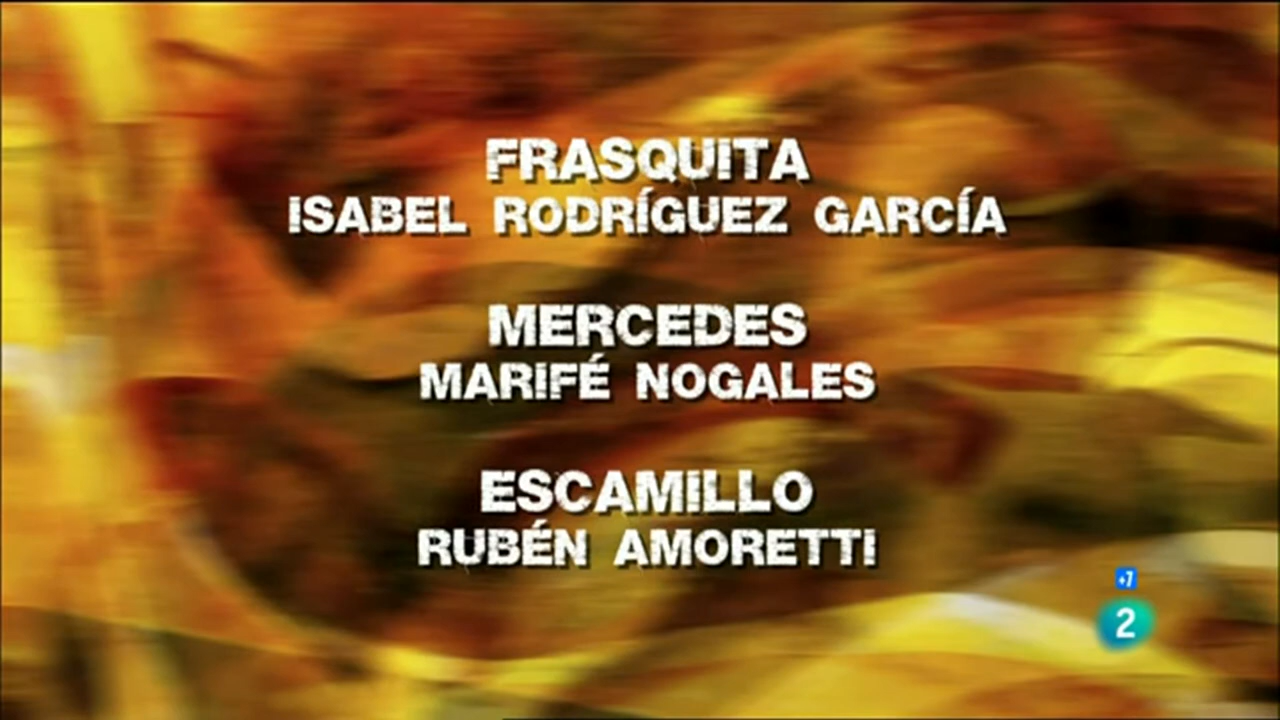 FRASQUITA
ISABEL RODRÍGUEZ GARCÍA
MERCEDES
MARIFÉ NOGALES
ESCAMILLO
RUBÉN AMORETTI
+7
2